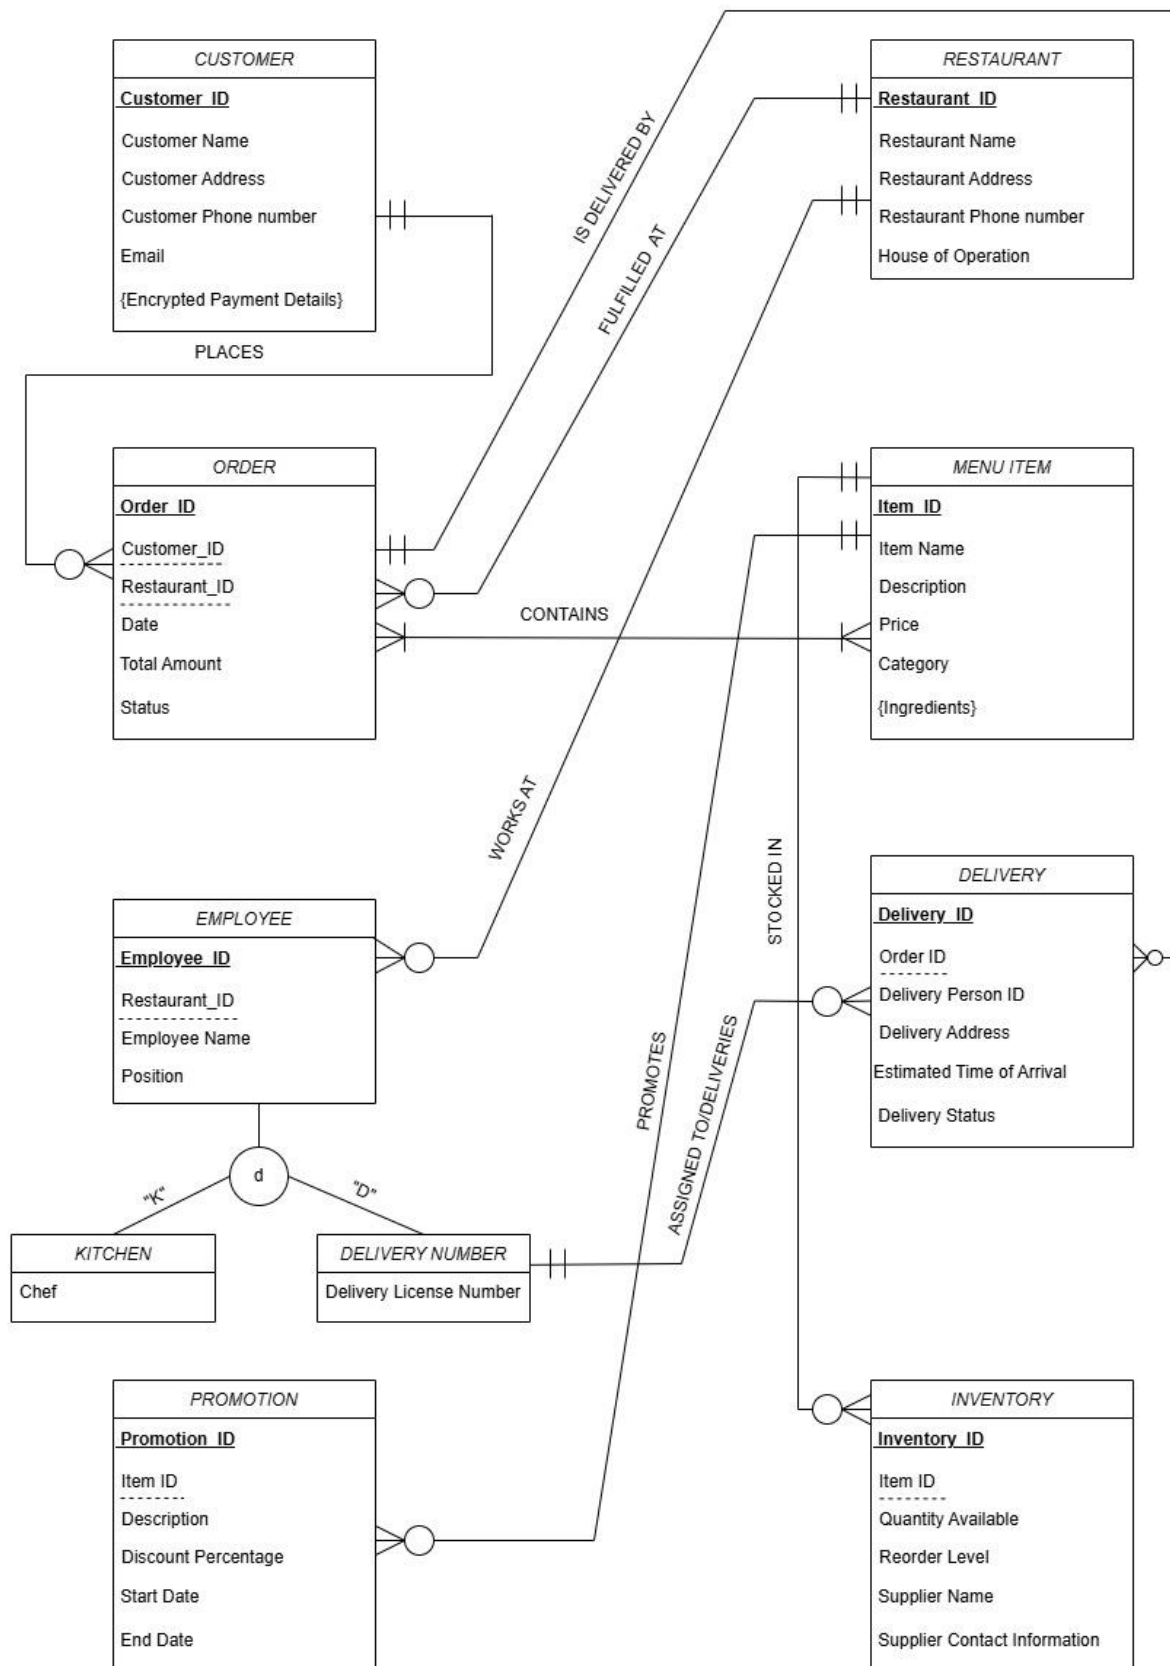 CUSTOMER
Customer_ID
Customer Name
Customer Address
Customer Phone number
Email
{Encrypted Payment Details}
PLACES
IS DELIVERED BY
FULFILLED AT
RESTAURANT
Restaurant_ID
Restaurant Name
Restaurant Address
Restaurant Phone number
House of Operation
ORDER
Order_ID
Customer_ID
Restaurant_ID
Date
Total Amount
Status
CONTAINS
MENU ITEM
Item_ID
Item Name
Description
Price
Category
{Ingredients}
WORKS AT
STOCKED IN
EMPLOYEE
Employee_ID
Restaurant_ID
Employee Name
Position
PROMOTES
ASSIGNED TO/DELIVERIES
DELIVERY
Delivery_ID
Order ID
Delivery Person ID
Delivery Address
Estimated Time of Arrival
Delivery Status
d
"K"
"D"
KITCHEN
Chef
DELIVERY NUMBER
Delivery License Number
PROMOTION
Promotion_ID
Item ID
Description
Discount Percentage
Start Date
End Date
INVENTORY
Inventory_ID
Item ID
Quantity Available
Reorder Level
Supplier Name
Supplier Contact Information